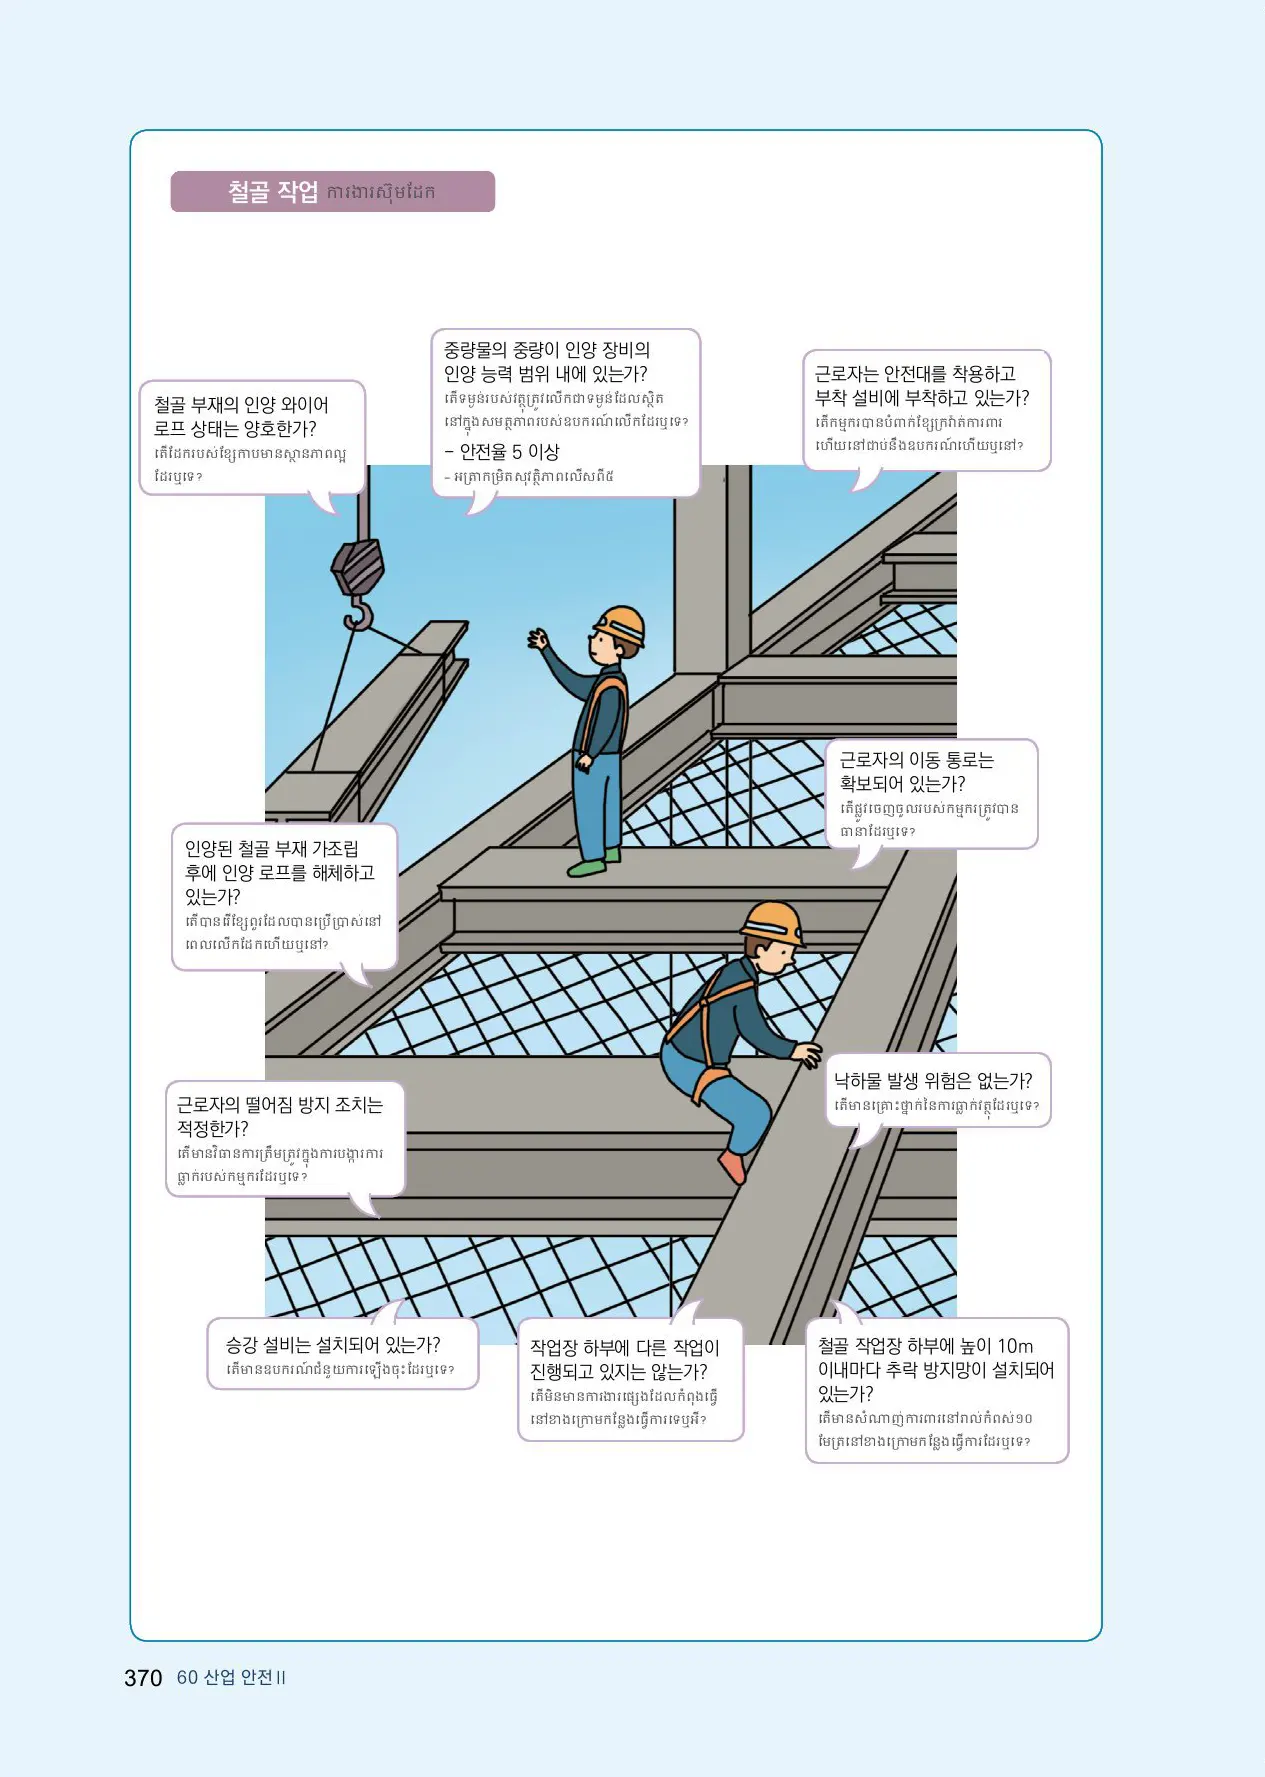 철골 작업 ការងារស៊ុមដែក
중량물의 중량이 인양 장비의
인양 능력 범위 내에 있는가?
តើទម្ងន់របស់វត្ថុត្រូវលើកជាទម្ងន់ដែលស្ថិត
នៅក្នុងសមត្ថភាពរបស់ឧបករណ៍លើកដែរឬទេ?
- 안전율 5 이상
- អត្រាកម្រិតសុវត្ថិភាពលើសពី៥
근로자는 안전대를 착용하고
부착 설비에 부착하고 있는가?
តើកម្មករបានបំពាក់ខ្សែក្រវ៉ាត់ការពារ
ហើយនៅជាប់នឹងឧបករណ៍ហើយឬនៅ?
철골 부재의 인양 와이어
로프 상태는 양호한가?
តើដែករបស់ខ្សែកាបមានស្ថានភាពល្អ
ដែរឬទេ?
근로자의 이동 통로는
확보되어 있는가?
តើផ្លូវចេញចូលរបស់កម្មករត្រូវបាន
ធានាដែរឬទេ?
인양된 철골 부재 가조립
후에 인양 로프를 해체하고
있는가?
តើបានរើខ្សែពួរដែលបានប្រើប្រាស់នៅ
ពេលលើកដែកហើយឬនៅ?
낙하물 발생 위험은 없는가?
តើមានគ្រោះថ្នាក់នៃការធ្លាក់វត្ថុដែរឬទេ?
근로자의 떨어짐 방지 조치는
적정한가?
តើមានវិធានការត្រឹមត្រូវក្នុងការបង្ការការ
ធ្លាក់របស់កម្មករដែរឬទេ?
승강 설비는 설치되어 있는가?
តើមានឧបករណ៍ជំនួយការឡើងចុះដែរឬទេ?
작업장 하부에 다른 작업이
진행되고 있지는 않는가?
តើមិនមានការងារផ្សេងដែលកំពុងធ្វើ
នៅខាងក្រោមកន្លែងធ្វើការទេឬអី?
철골 작업장 하부에 높이 10m
이내마다 추락 방지망이 설치되어
있는가?
តើមានសំណាញ់ការពារនៅរាល់កំពស់១០
មែត្រនៅខាងក្រោមកន្លែងធ្វើការដែរឬទេ?
370 60 산업 안전Ⅱ